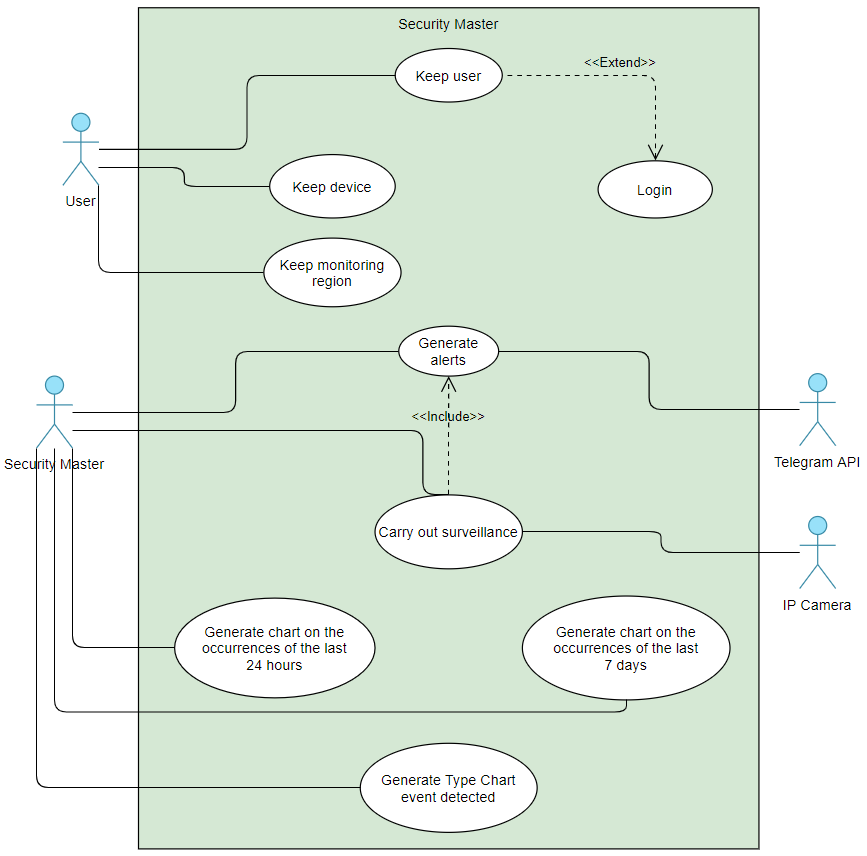 Security Master
Keep user
<<Extend>>
User
Keep device
Login
Keep monitoring
region
Generate
alerts
<<Include>>
Security Master
Telegram API
Carry out surveillance
IP Camera
Generate chart on the
occurrences of the last
24 hours
Generate chart on the
occurrences of the last
7 days
Generate Type Chart
event detected